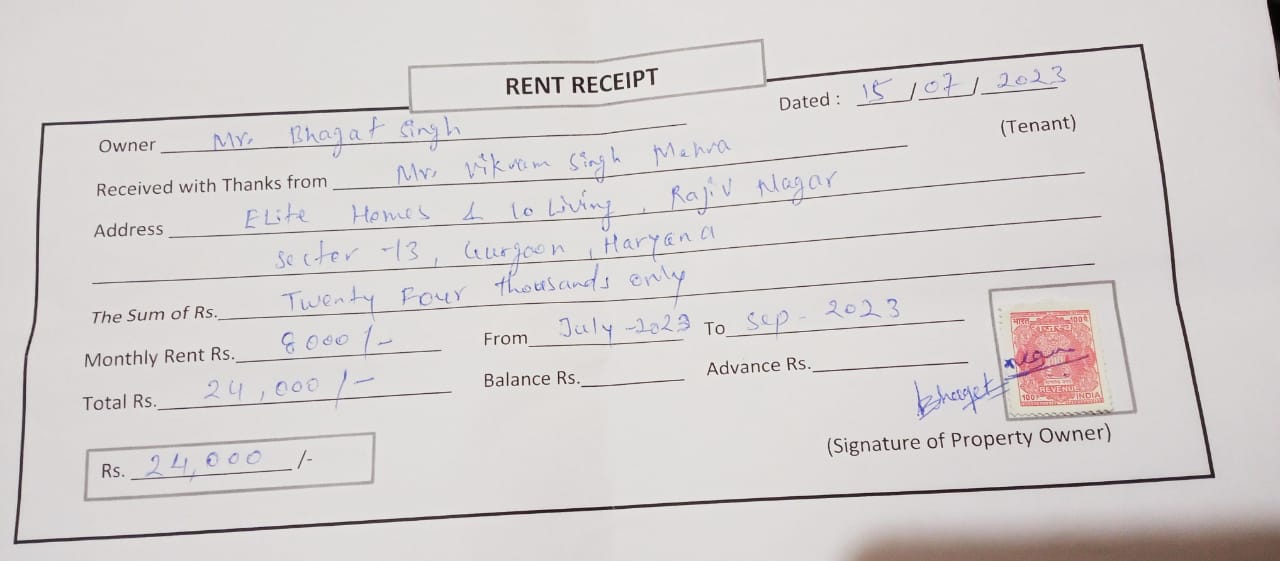 RENT RECEIPT
Dated : 15 / 07 / 2023
Owner Mr. Bhagat Singh
Received with Thanks from Mr. Vikram Singh Mehra (Tenant)
Address ELite Homes & Co Living, Rajiv Nagar
Sector -13, Gurgaon, Haryana
The Sum of Rs. Twenty Four thousands only
Monthly Rent Rs. 8000/- From July -2023 To Sep - 2023
Total Rs. 24,000/- Balance Rs. Advance Rs.
Bhagat
भारत 100पै
राजस्व
REVENUE
100 INDIA
(Signature of Property Owner)
Rs. 24,000 /-